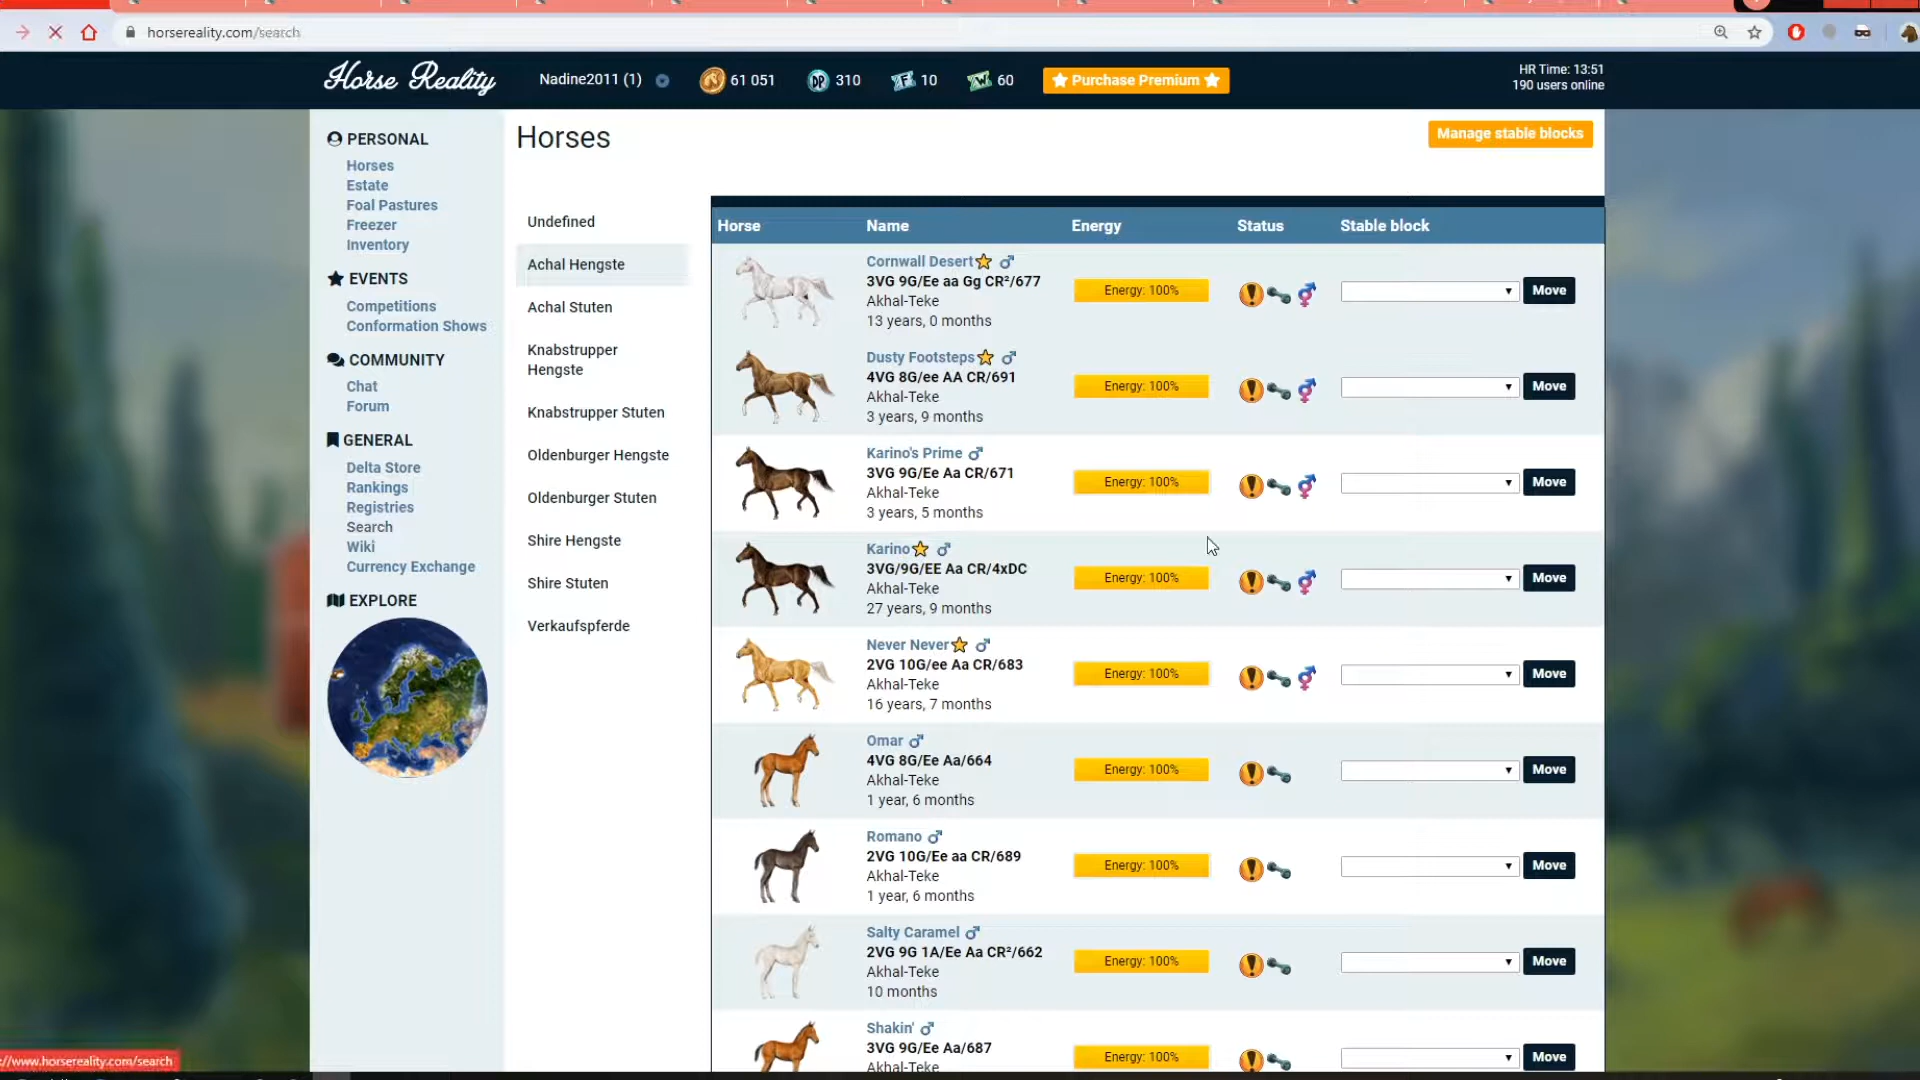 horsereality.com/search
Horse Reality
Nadine2011 (1)
61 051
DP
310
F
10
W
60
Purchase Premium
HR Time: 13:51
190 users online
PERSONAL
Horses
Estate
Foal Pastures
Freezer
Inventory
EVENTS
Competitions
Conformation Shows
COMMUNITY
Chat
Forum
GENERAL
Delta Store
Rankings
Registries
Search
Wiki
Currency Exchange
EXPLORE
Horses
Manage stable blocks
Undefined
Achal Hengste
Achal Stuten
Knabstrupper
Hengste
Knabstrupper Stuten
Oldenburger Hengste
Oldenburger Stuten
Shire Hengste
Shire Stuten
Verkaufspferde
Horse Name Energy Status Stable block
Cornwall Desert
3VG 9G/Ee aa Gg CR²/677
Akhal-Teke
13 years, 0 months
Energy: 100%
Move
Dusty Footsteps
4VG 8G/ee AA CR/691
Akhal-Teke
3 years, 9 months
Energy: 100%
Move
Karino's Prime
3VG 9G/Ee Aa CR/671
Akhal-Teke
3 years, 5 months
Energy: 100%
Move
Karino
3VG/9G/EE Aa CR/4xDC
Akhal-Teke
27 years, 9 months
Energy: 100%
Move
Never Never
2VG 10G/ee Aa CR/683
Akhal-Teke
16 years, 7 months
Energy: 100%
Move
Omar
4VG 8G/Ee Aa/664
Akhal-Teke
1 year, 6 months
Energy: 100%
Move
Romano
2VG 10G/Ee aa CR/689
Akhal-Teke
1 year, 6 months
Energy: 100%
Move
Salty Caramel
2VG 9G 1A/Ee Aa CR²/662
Akhal-Teke
10 months
Energy: 100%
Move
Shakin'
3VG 9G/Ee Aa/687
Akhal-Teke
Energy: 100%
Move
://www.horsereality.com/search